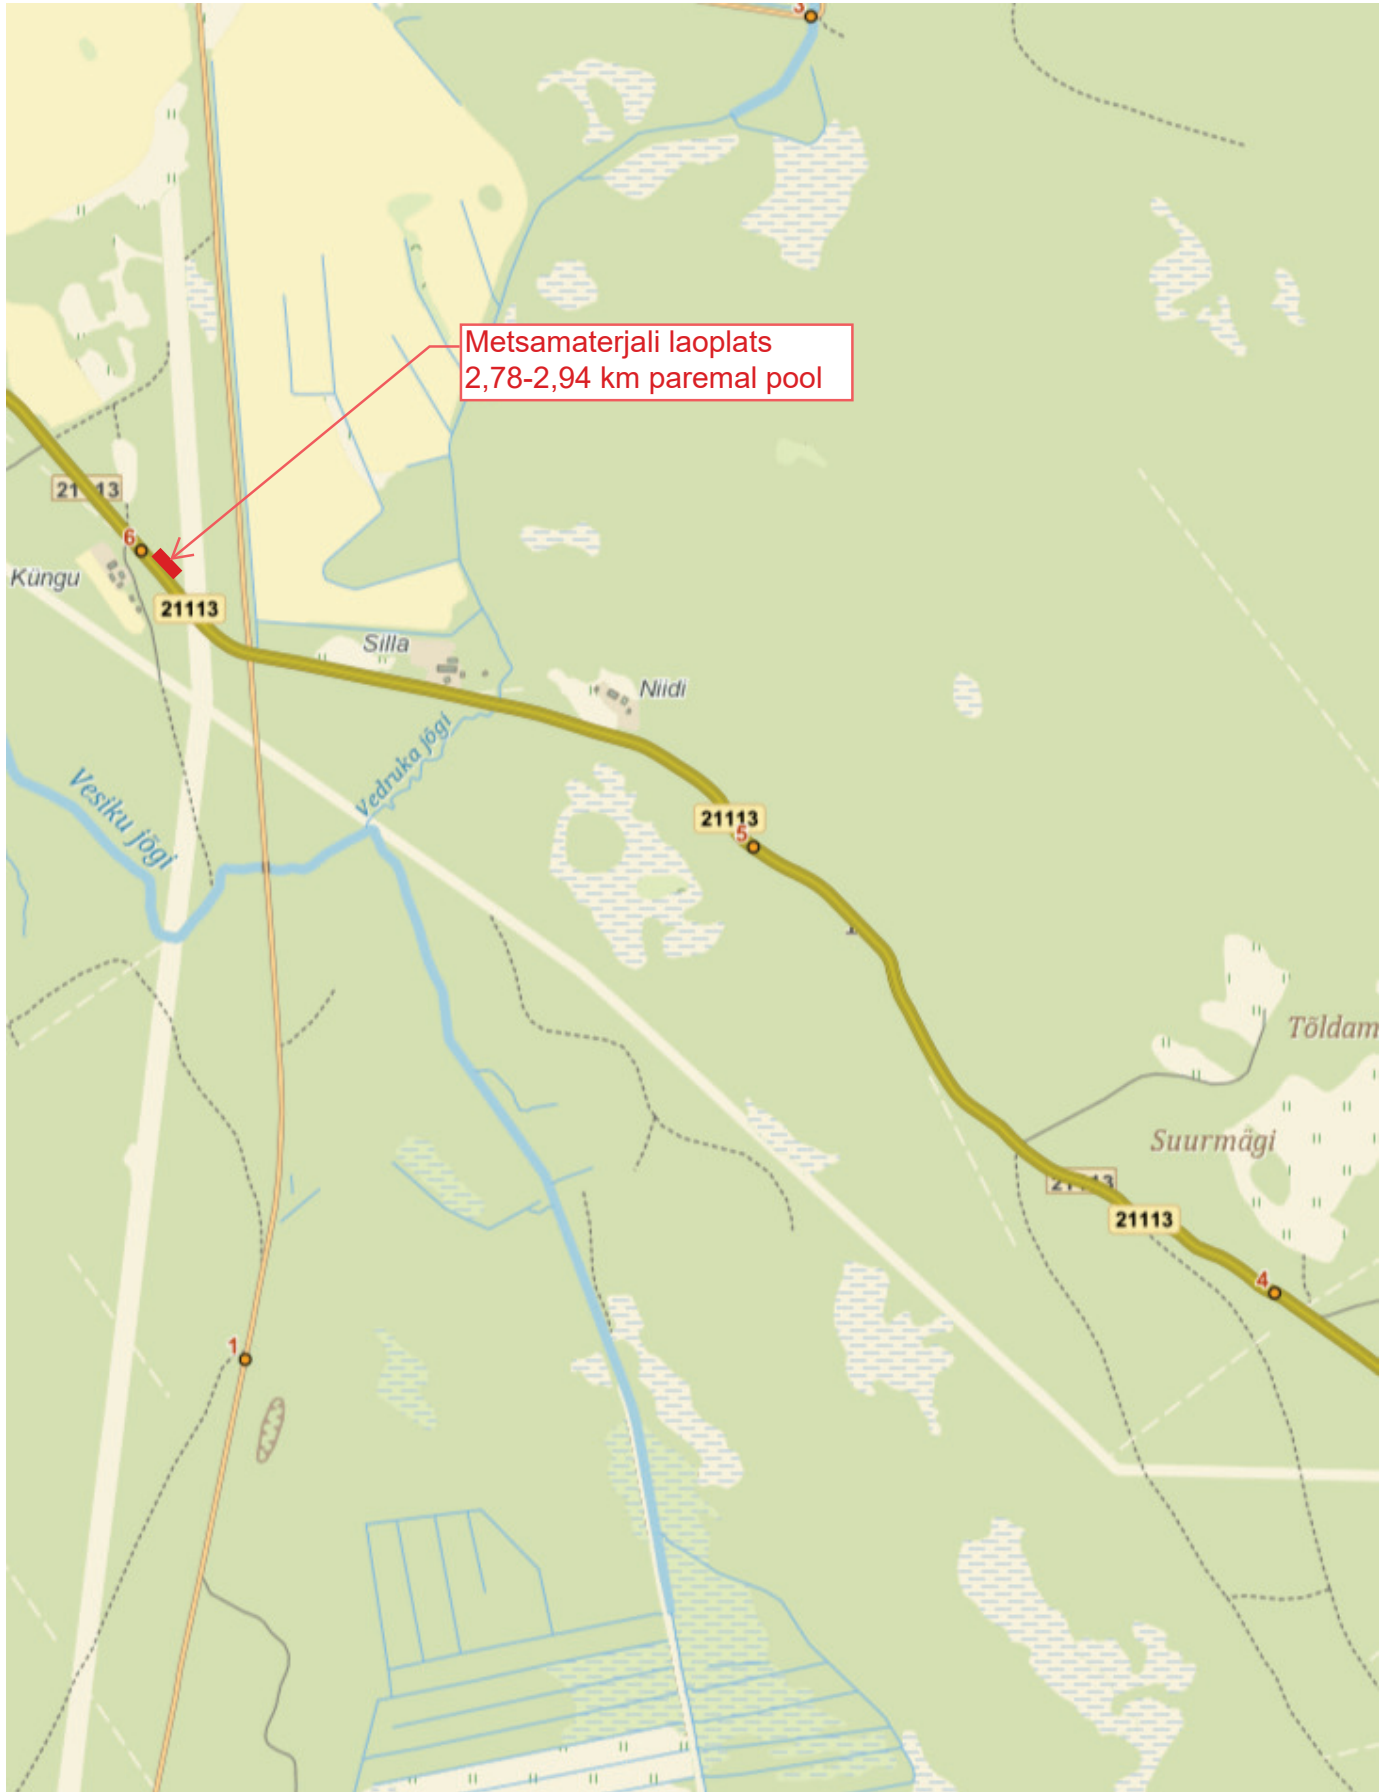 3
Metsamaterjali laoplats
2,78-2,94 km paremal pool
6
Küngu
21113
Silla
Niidi
Vedruka jõgi
Vesiku jõgi
21113
5
Tõldam
Suurmägi
21113
4
1